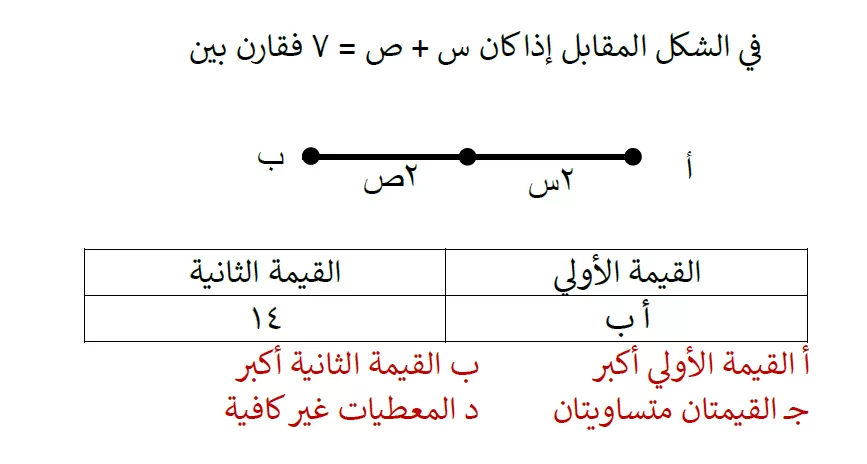 في الشكل المقابل إذا كان س + ص = ٧ فقارن بين
أ ب
٢س ٢ص
القيمة الأولي القيمة الثانية
أ ب ١٤
أ القيمة الأولي أكبر ب القيمة الثانية أكبر
جـ القيمتان متساويتان د المعطيات غير كافية